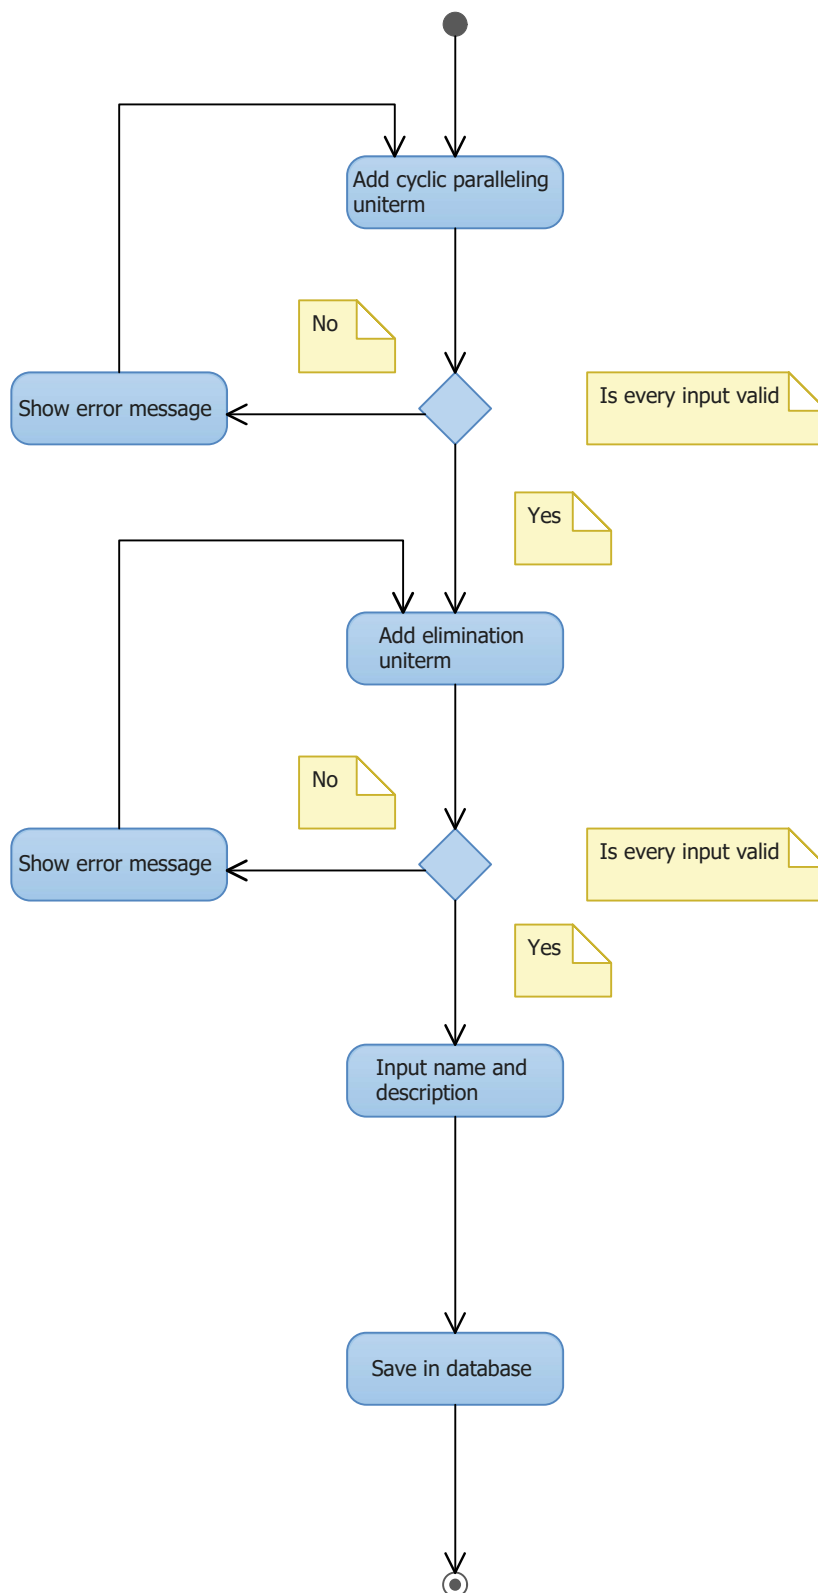 Add cyclic paralleling
uniterm
No
Show error message
Is every input valid
Yes
Add elimination
uniterm
No
Show error message
Is every input valid
Yes
Input name and
description
Save in database